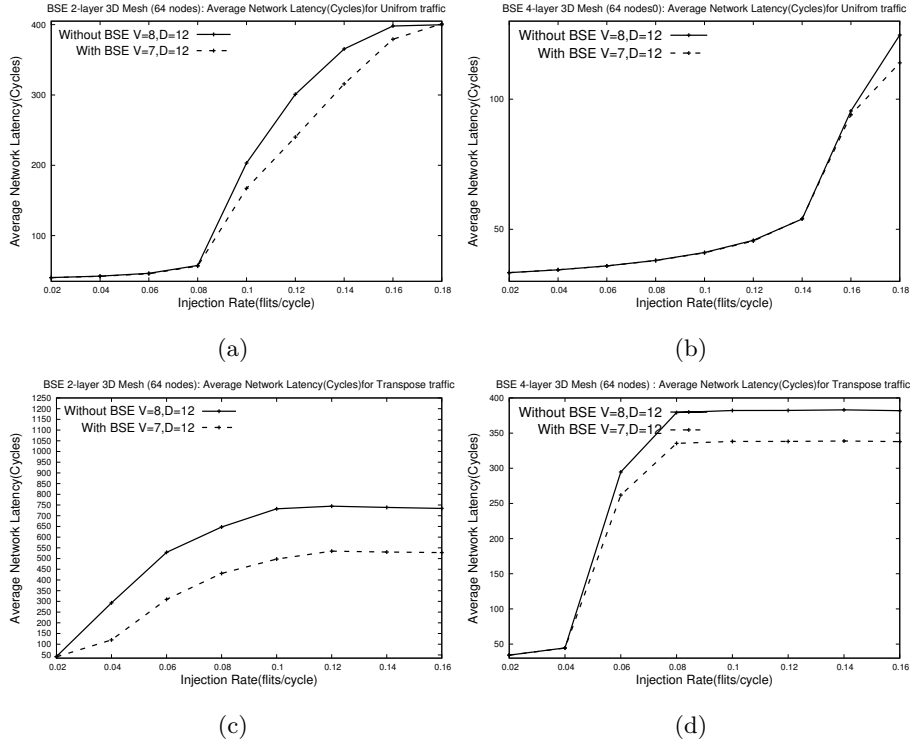 BSE 2-layer 3D Mesh (64 nodes): Average Network Latency(Cycles)for Unifrom traffic
400
300
200
100
0.02 0.04 0.06 0.08 0.1 0.12 0.14 0.16 0.18
Average Network Latency(Cycles)
Injection Rate(flits/cycle)
Without BSE V=8,D=12
With BSE V=7,D=12
(a)
BSE 4-layer 3D Mesh (64 nodes0): Average Network Latency(Cycles)for Unifrom traffic
100
50
0.02 0.04 0.06 0.08 0.1 0.12 0.14 0.16 0.18
Average Network Latency(Cycles)
Injection Rate(flits/cycle)
Without BSE V=8,D=12
With BSE V=7,D=12
(b)
BSE 2-layer 3D Mesh (64 nodes): Average Network Latency(Cycles)for Transpose traffic
1250
1200
1150
1100
1050
1000
950
900
850
800
750
700
650
600
550
500
450
400
350
300
250
200
150
100
50
0.02 0.04 0.06 0.08 0.1 0.12 0.14 0.16
Average Network Latency(Cycles)
Injection Rate(flits/cycle)
Without BSE V=8,D=12
With BSE V=7,D=12
(c)
BSE 4-layer 3D Mesh (64 nodes) : Average Network Latency(Cycles)for Transpose traffic
400
350
300
250
200
150
100
50
0.02 0.04 0.06 0.08 0.1 0.12 0.14 0.16
Average Network Latency(Cycles)
Injection Rate(flits/cycle)
Without BSE V=8,D=12
With BSE V=7,D=12
(d)